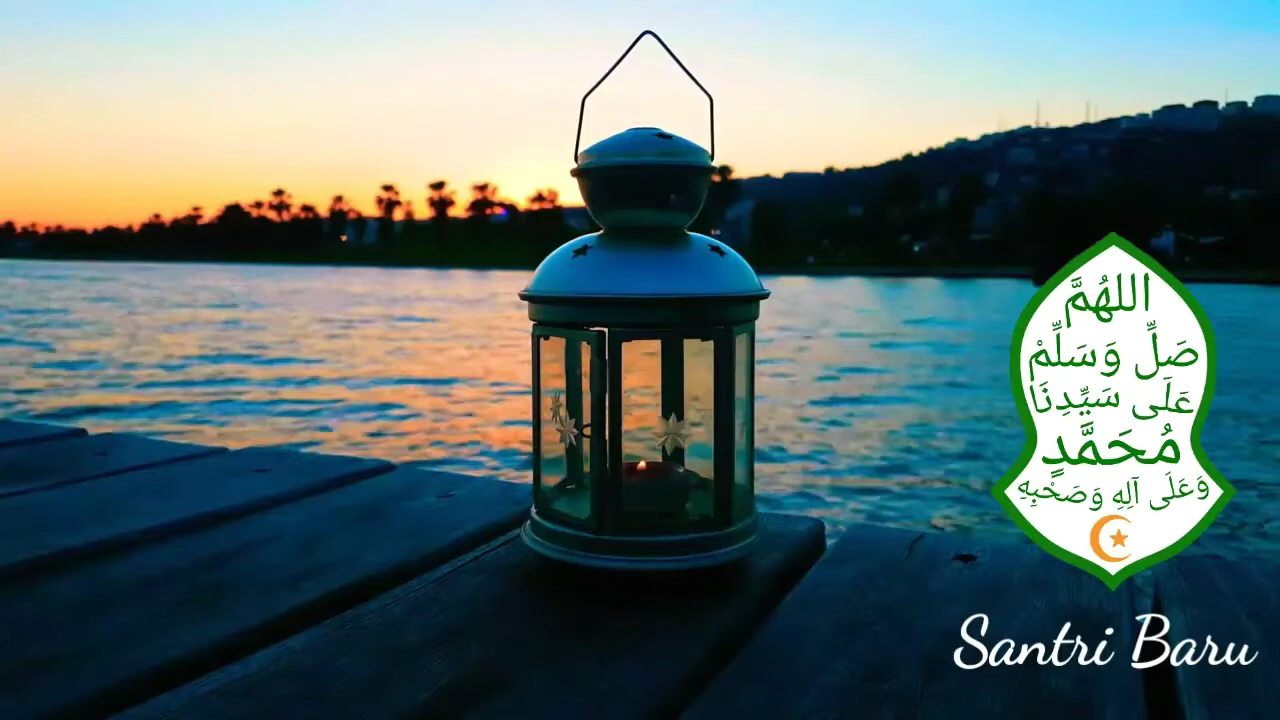 اللهُمَّ
صَلِّ وَسَلِّمْ
عَلَى سَيِّدِنَا
مُحَمَّدٍ
وَعَلَى آلِهِ وَصَحْبِهِ
Santri Baru